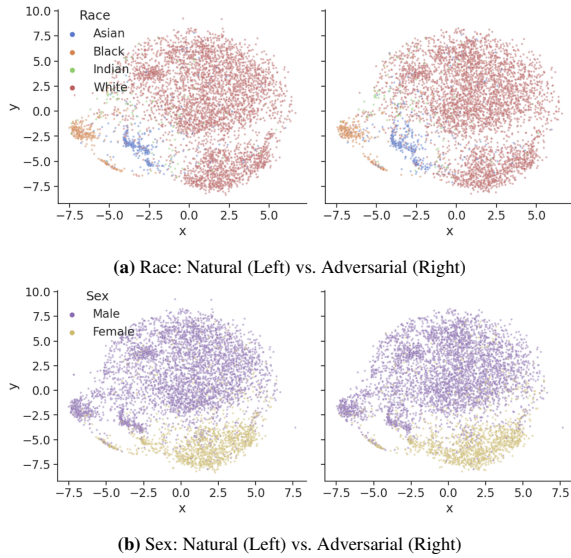 10.0
7.5
5.0
2.5
0.0
−2.5
−5.0
−7.5
y
Race
Asian
Black
Indian
White
−7.5 −5.0 −2.5 0.0 2.5 5.0
x
−7.5 −5.0 −2.5 0.0 2.5 5.0
x
(a) Race: Natural (Left) vs. Adversarial (Right)
10.0
7.5
5.0
2.5
0.0
−2.5
−5.0
−7.5
y
Sex
Male
Female
−7.5 −5.0 −2.5 0.0 2.5 5.0 7.5
x
−7.5 −5.0 −2.5 0.0 2.5 5.0 7.5
x
(b) Sex: Natural (Left) vs. Adversarial (Right)